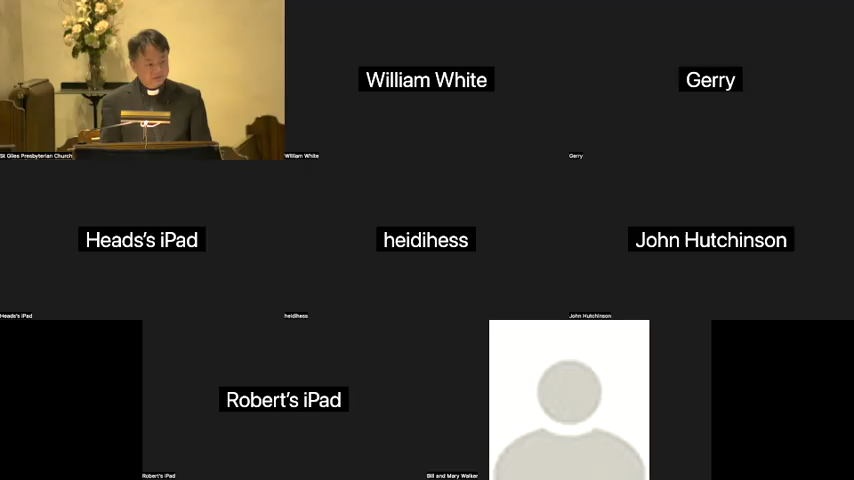 William White
Gerry
St Giles Presbyterian Church
William White
Gerry
Heads's iPad
heidihess
John Hutchinson
Heads's iPad
heidihess
John Hutchinson
Robert's iPad
Robert's iPad
Bill and Mary Walker